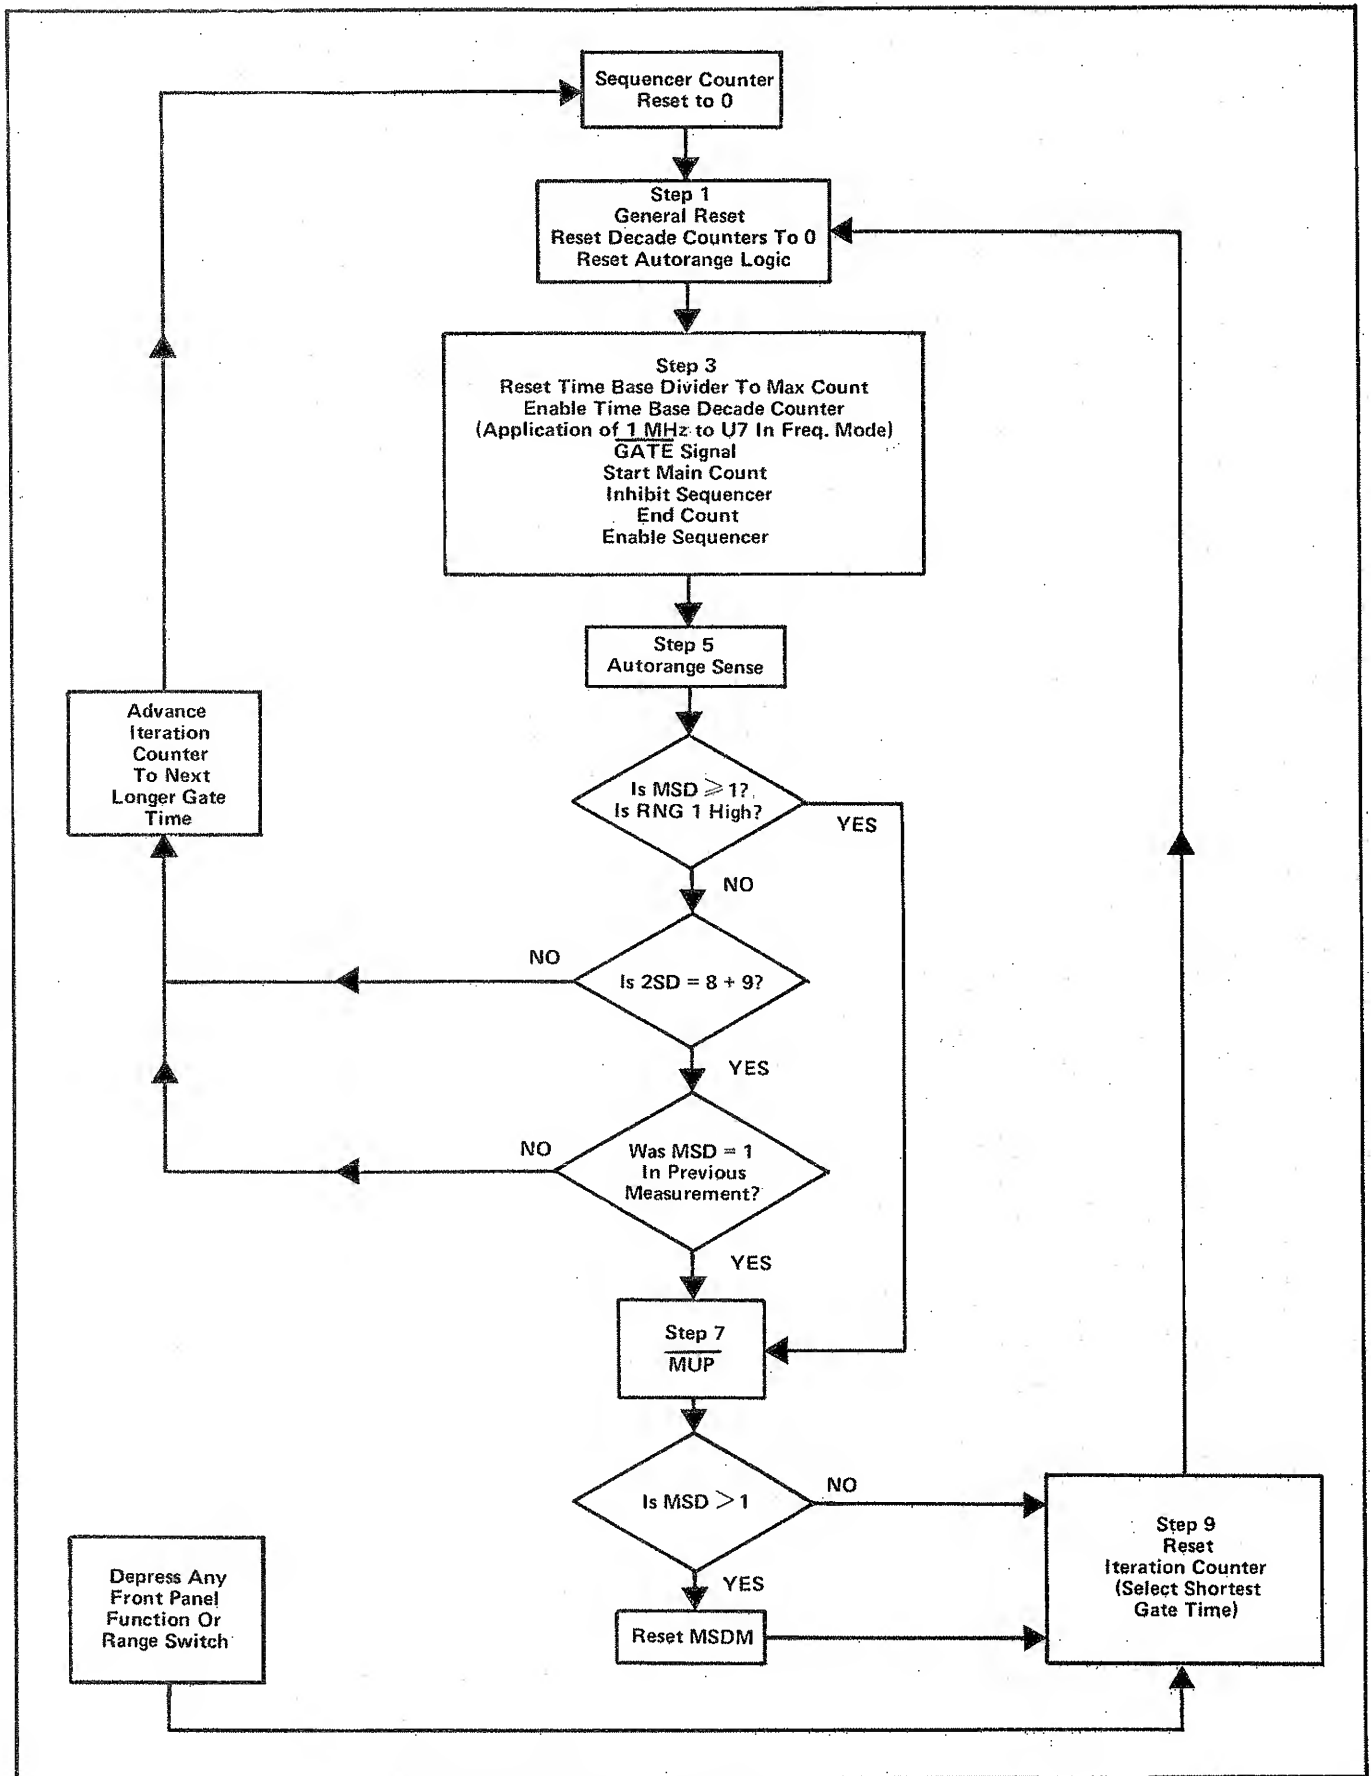 Sequencer Counter
Reset to 0
Step 1
General Reset
Reset Decade Counters To 0
Reset Autorange Logic
Step 3
Reset Time Base Divider To Max Count
Enable Time Base Decade Counter
(Application of 1 MHz to U7 In Freq. Mode)
GATE Signal
Start Main Count
Inhibit Sequencer
End Count
Enable Sequencer
Step 5
Autorange Sense
Advance
Iteration
Counter
To Next
Longer Gate
Time
Is MSD ⩾ 1?
Is RNG 1 High?
YES
NO
Is 2SD = 8 + 9?
NO
YES
Was MSD = 1
In Previous
Measurement?
NO
YES
Step 7
MUP
Is MSD > 1
NO
YES
Reset MSDM
Step 9
Reset
Iteration Counter
(Select Shortest
Gate Time)
Depress Any
Front Panel
Function Or
Range Switch